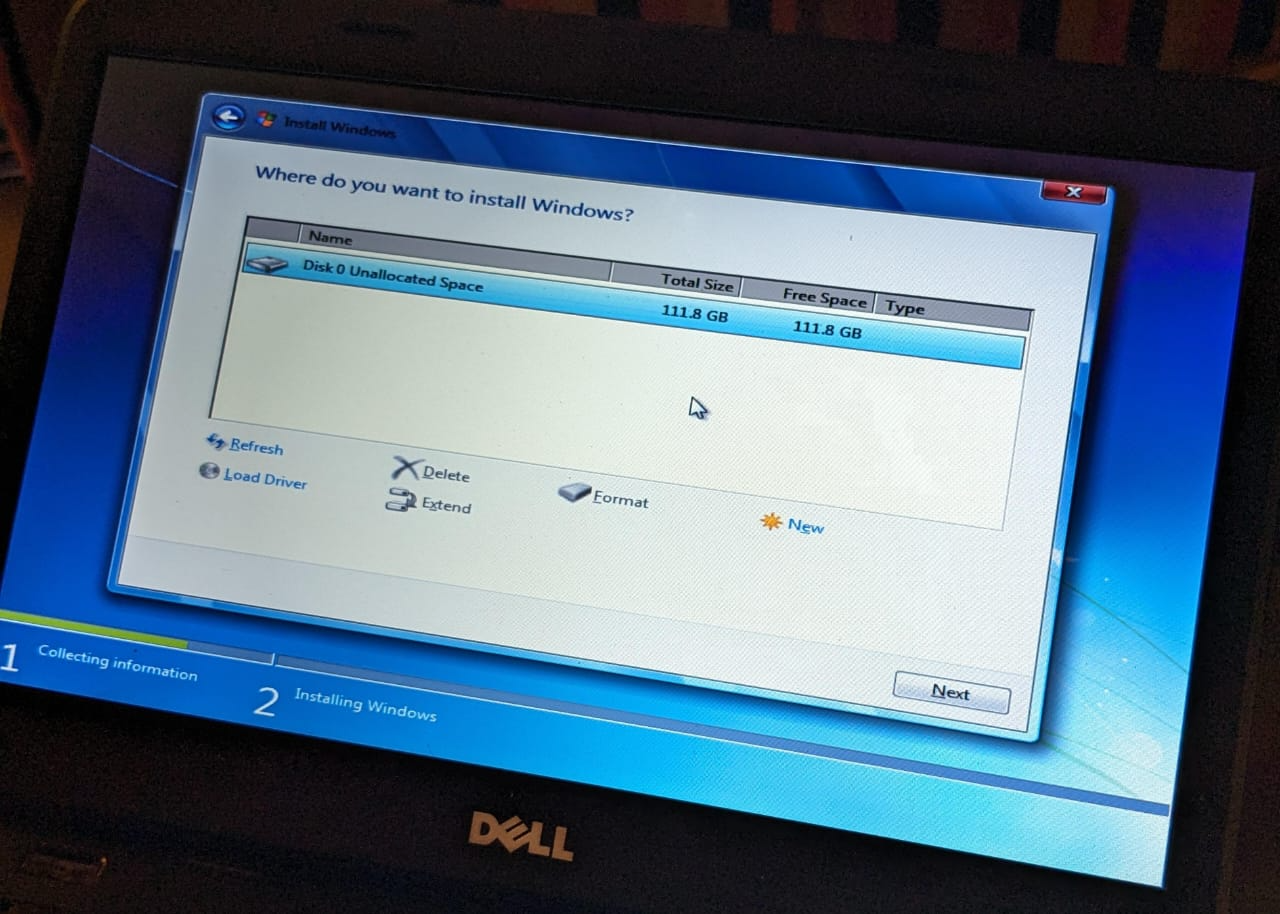 Install Windows
Where do you want to install Windows?
Name Total Size Free Space Type
Disk 0 Unallocated Space 111.8 GB 111.8 GB
Refresh Delete Format New
Load Driver Extend
Next
1 Collecting information 2 Installing Windows
DELL